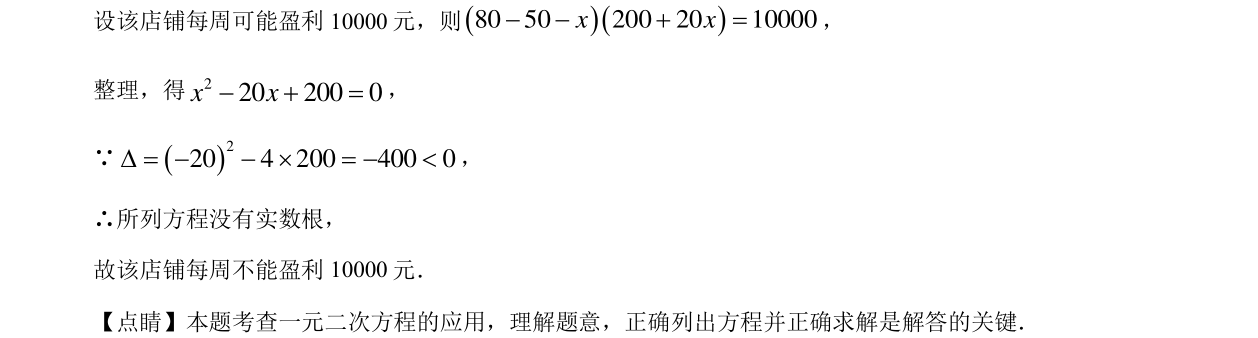 设该店铺每周可能盈利 10000 元，则(80−50−x)(200+20x)=10000，
整理，得 x²−20x+200=0，
∵ Δ=(−20)²−4×200=−400<0，
∴所列方程没有实数根，
故该店铺每周不能盈利 10000 元．
【点睛】本题考查一元二次方程的应用，理解题意，正确列出方程并正确求解是解答的关键．